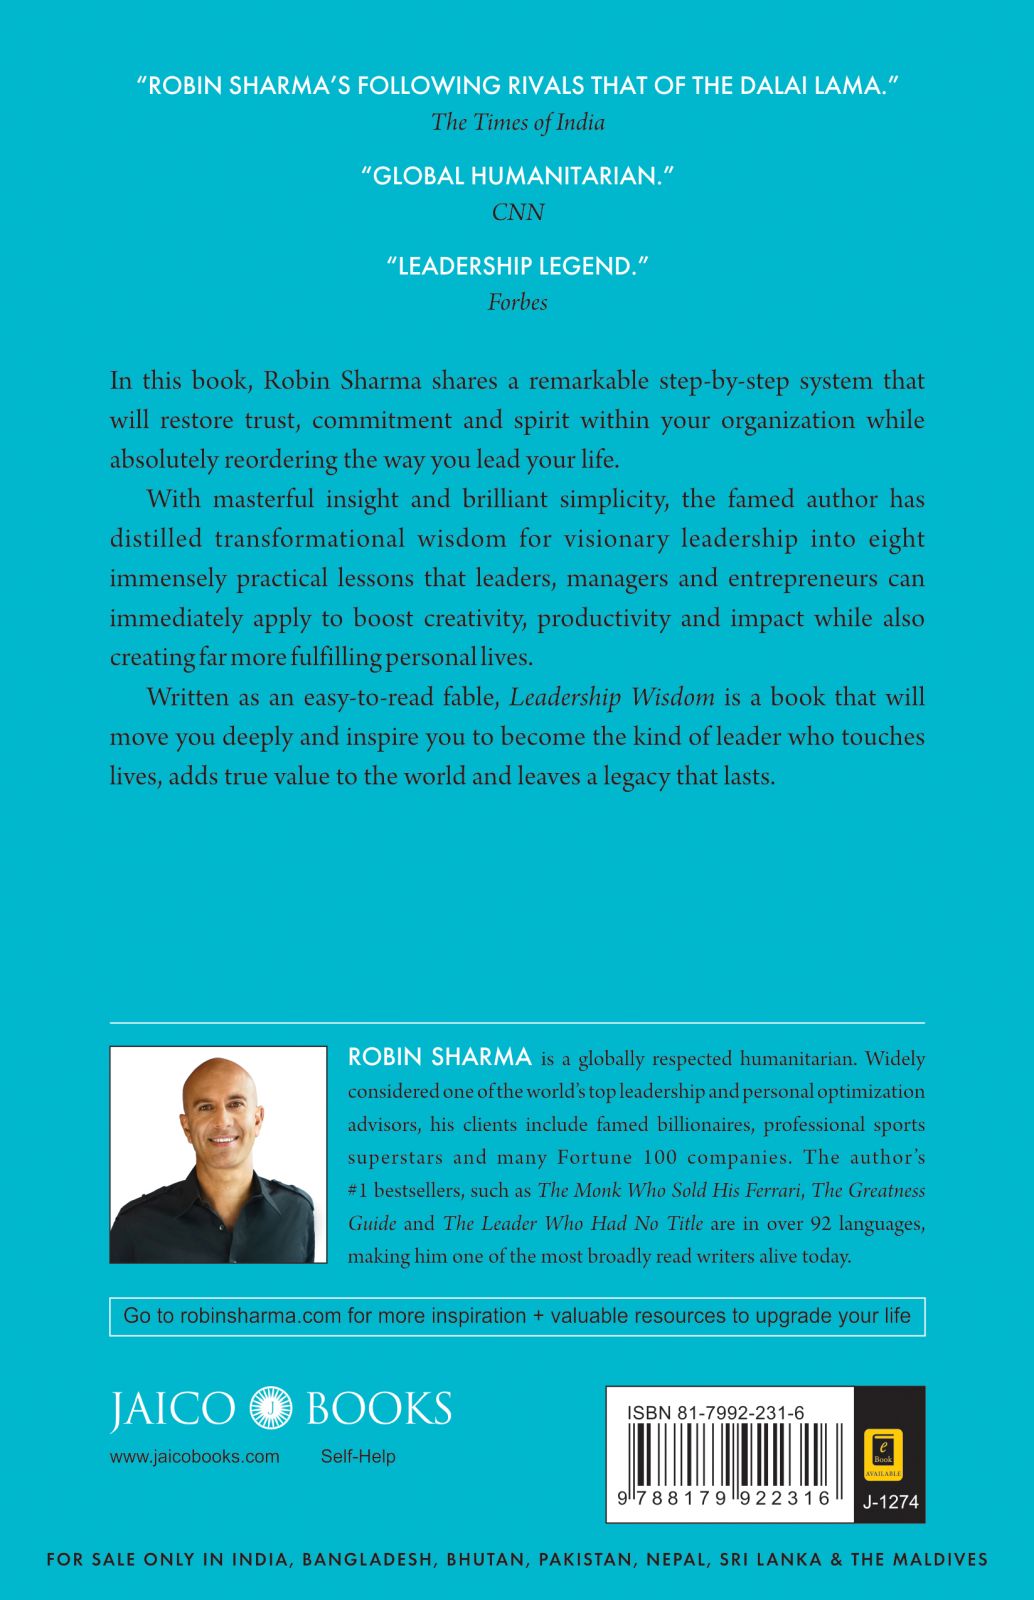 “ROBIN SHARMA’S FOLLOWING RIVALS THAT OF THE DALAI LAMA.”
The Times of India
“GLOBAL HUMANITARIAN.”
CNN
“LEADERSHIP LEGEND.”
Forbes
In this book, Robin Sharma shares a remarkable step-by-step system that
will restore trust, commitment and spirit within your organization while
absolutely reordering the way you lead your life.
With masterful insight and brilliant simplicity, the famed author has
distilled transformational wisdom for visionary leadership into eight
immensely practical lessons that leaders, managers and entrepreneurs can
immediately apply to boost creativity, productivity and impact while also
creating far more fulfilling personal lives.
Written as an easy-to-read fable, Leadership Wisdom is a book that will
move you deeply and inspire you to become the kind of leader who touches
lives, adds true value to the world and leaves a legacy that lasts.
ROBIN SHARMA is a globally respected humanitarian. Widely
considered one of the world’s top leadership and personal optimization
advisors, his clients include famed billionaires, professional sports
superstars and many Fortune 100 companies. The author’s
#1 bestsellers, such as The Monk Who Sold His Ferrari, The Greatness
Guide and The Leader Who Had No Title are in over 92 languages,
making him one of the most broadly read writers alive today.
Go to robinsharma.com for more inspiration + valuable resources to upgrade your life
JAICO J BOOKS
www.jaicobooks.com Self-Help
ISBN 81-7992-231-6
9 788179 922316
e
Book
AVAILABLE
J-1274
FOR SALE ONLY IN INDIA, BANGLADESH, BHUTAN, PAKISTAN, NEPAL, SRI LANKA & THE MALDIVES